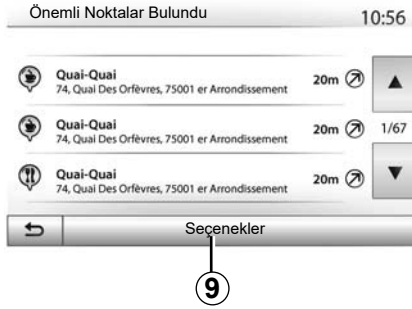 Önemli Noktalar Bulundu 10:56
Quai-Quai
74, Quai Des Orfèvres, 75001 er Arrondissement
20m
Quai-Quai
74, Quai Des Orfèvres, 75001 er Arrondissement
20m
1/67
Quai-Quai
74, Quai Des Orfèvres, 75001 er Arrondissement
20m
Seçenekler
9